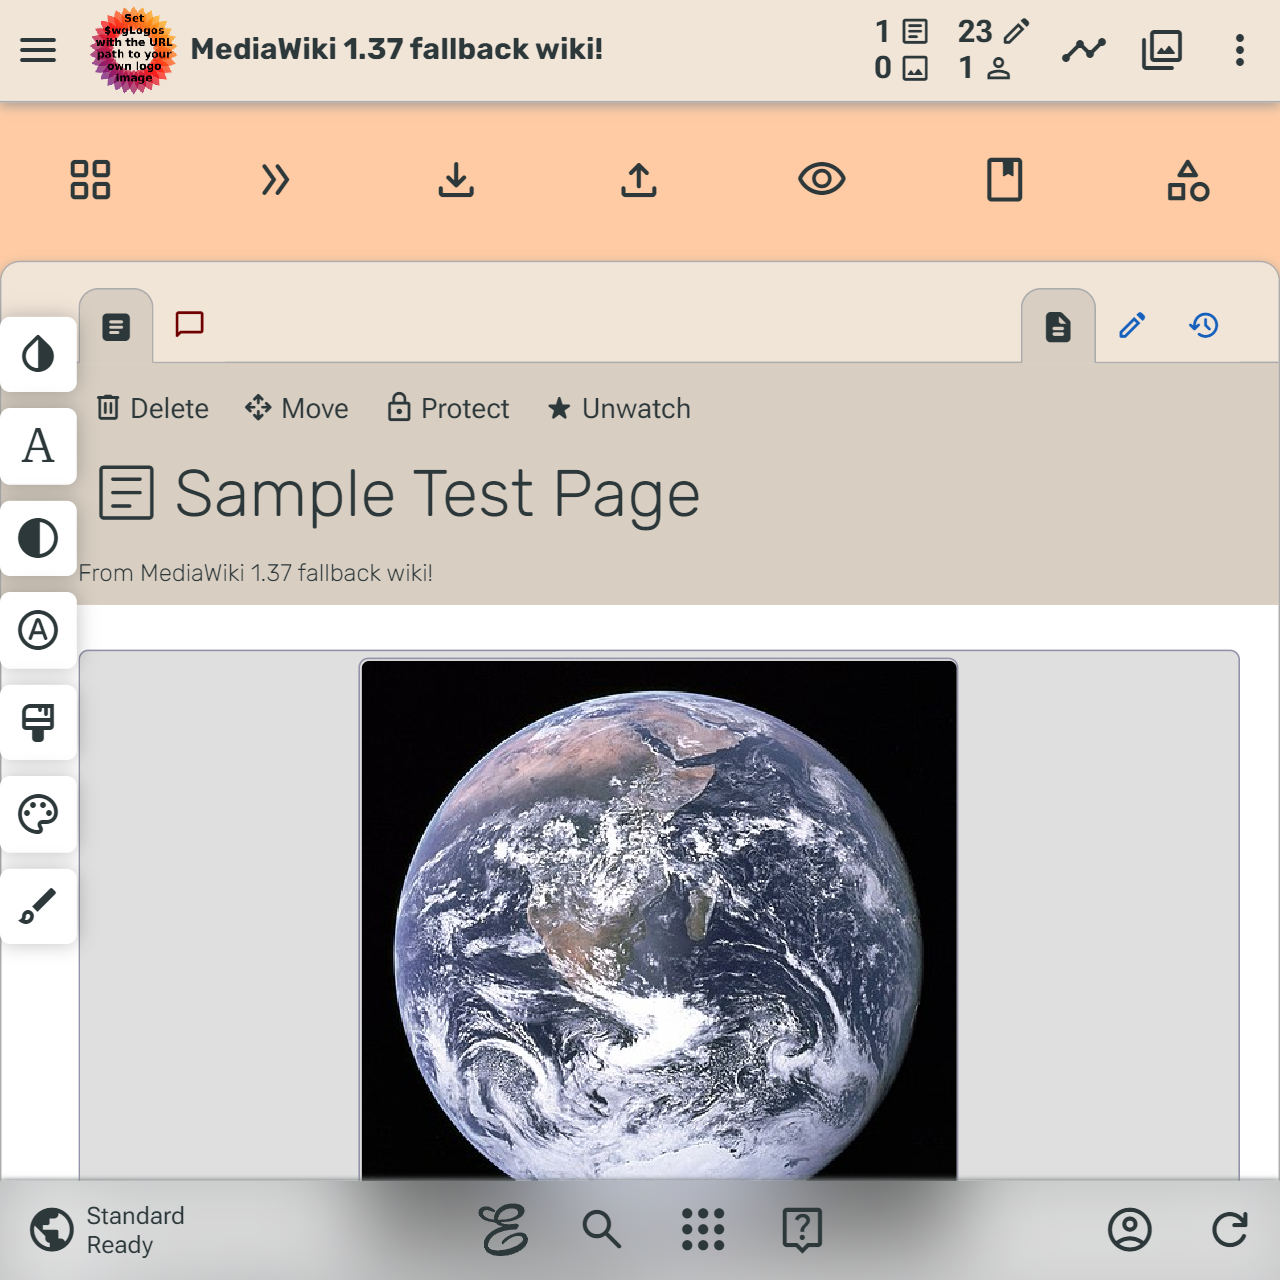 Set
$wgLogos
with the URL
path to your
own logo
image
MediaWiki 1.37 fallback wiki!
1
23
0
1
Delete
Move
Protect
Unwatch
A
Sample Test Page
A
From MediaWiki 1.37 fallback wiki!
Standard
Ready